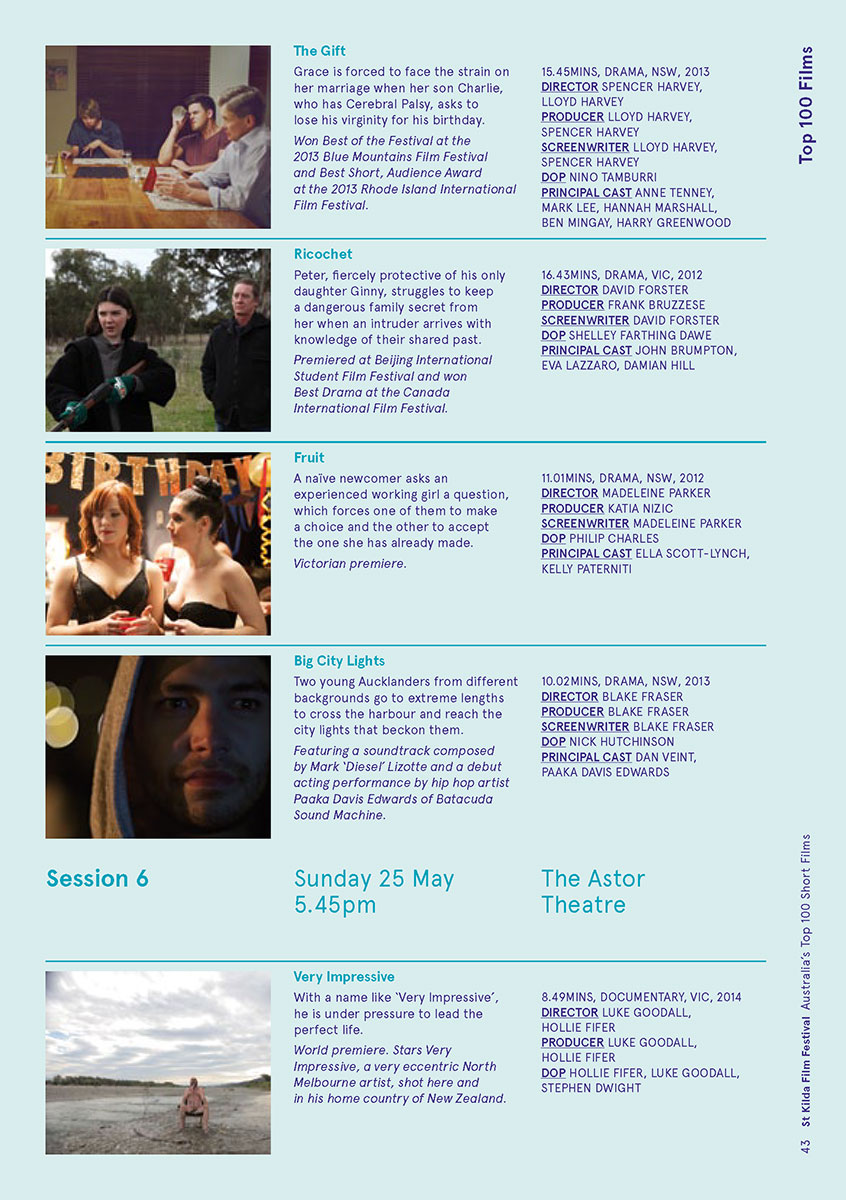 Top 100 Films
The Gift
Grace is forced to face the strain on
her marriage when her son Charlie,
who has Cerebral Palsy, asks to
lose his virginity for his birthday.
Won Best of the Festival at the
2013 Blue Mountains Film Festival
and Best Short, Audience Award
at the 2013 Rhode Island International
Film Festival.
15.45MINS, DRAMA, NSW, 2013
DIRECTOR SPENCER HARVEY,
LLOYD HARVEY
PRODUCER LLOYD HARVEY,
SPENCER HARVEY
SCREENWRITER LLOYD HARVEY,
SPENCER HARVEY
DOP NINO TAMBURRI
PRINCIPAL CAST ANNE TENNEY,
MARK LEE, HANNAH MARSHALL,
BEN MINGAY, HARRY GREENWOOD
Ricochet
Peter, fiercely protective of his only
daughter Ginny, struggles to keep
a dangerous family secret from
her when an intruder arrives with
knowledge of their shared past.
Premiered at Beijing International
Student Film Festival and won
Best Drama at the Canada
International Film Festival.
16.43MINS, DRAMA, VIC, 2012
DIRECTOR DAVID FORSTER
PRODUCER FRANK BRUZZESE
SCREENWRITER DAVID FORSTER
DOP SHELLEY FARTHING DAWE
PRINCIPAL CAST JOHN BRUMPTON,
EVA LAZZARO, DAMIAN HILL
BIRTHDAY
Fruit
A naïve newcomer asks an
experienced working girl a question,
which forces one of them to make
a choice and the other to accept
the one she has already made.
Victorian premiere.
11.01MINS, DRAMA, NSW, 2012
DIRECTOR MADELEINE PARKER
PRODUCER KATIA NIZIC
SCREENWRITER MADELEINE PARKER
DOP PHILIP CHARLES
PRINCIPAL CAST ELLA SCOTT-LYNCH,
KELLY PATERNITI
Big City Lights
Two young Aucklanders from different
backgrounds go to extreme lengths
to cross the harbour and reach the
city lights that beckon them.
Featuring a soundtrack composed
by Mark ‘Diesel’ Lizotte and a debut
acting performance by hip hop artist
Paaka Davis Edwards of Batacuda
Sound Machine.
10.02MINS, DRAMA, NSW, 2013
DIRECTOR BLAKE FRASER
PRODUCER BLAKE FRASER
SCREENWRITER BLAKE FRASER
DOP NICK HUTCHINSON
PRINCIPAL CAST DAN VEINT,
PAAKA DAVIS EDWARDS
Session 6
Sunday 25 May
5.45pm
The Astor
Theatre
Very Impressive
With a name like ‘Very Impressive’,
he is under pressure to lead the
perfect life.
World premiere. Stars Very
Impressive, a very eccentric North
Melbourne artist, shot here and
in his home country of New Zealand.
8.49MINS, DOCUMENTARY, VIC, 2014
DIRECTOR LUKE GOODALL,
HOLLIE FIFER
PRODUCER LUKE GOODALL,
HOLLIE FIFER
DOP HOLLIE FIFER, LUKE GOODALL,
STEPHEN DWIGHT
43 St Kilda Film Festival Australia’s Top 100 Short Films